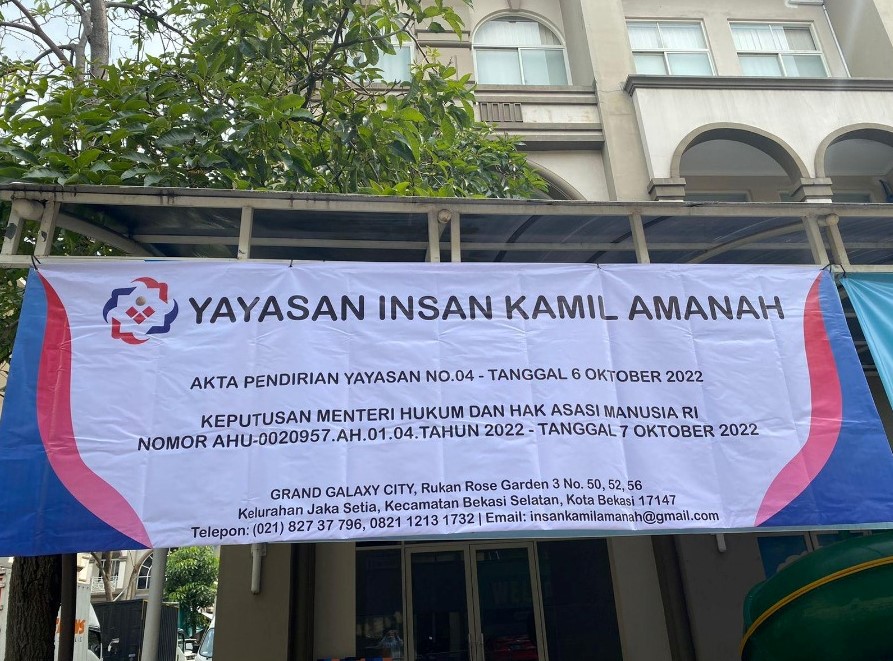 YAYASAN INSAN KAMIL AMANAH
AKTA PENDIRIAN YAYASAN NO.04 - TANGGAL 6 OKTOBER 2022
KEPUTUSAN MENTERI HUKUM DAN HAK ASASI MANUSIA RI
NOMOR AHU-0020957.AH.01.04.TAHUN 2022 - TANGGAL 7 OKTOBER 2022
GRAND GALAXY CITY, Rukan Rose Garden 3 No. 50, 52, 56
Kelurahan Jaka Setia, Kecamatan Bekasi Selatan, Kota Bekasi 17147
Telepon: (021) 827 37 796, 0821 1213 1732 | Email: insankamilamanah@gmail.com